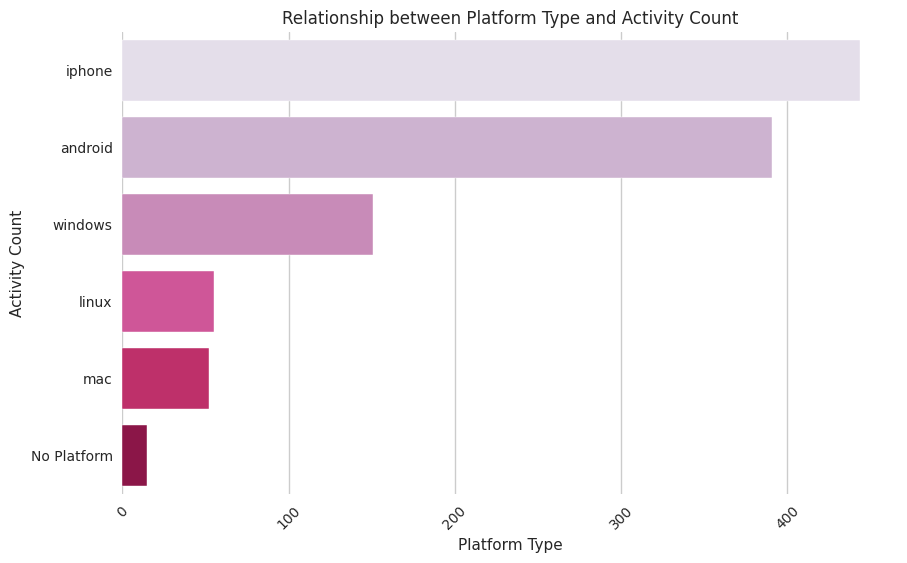 Relationship between Platform Type and Activity Count
iphone
android
windows
linux
mac
No Platform
Activity Count
0
100
200
300
400
Platform Type